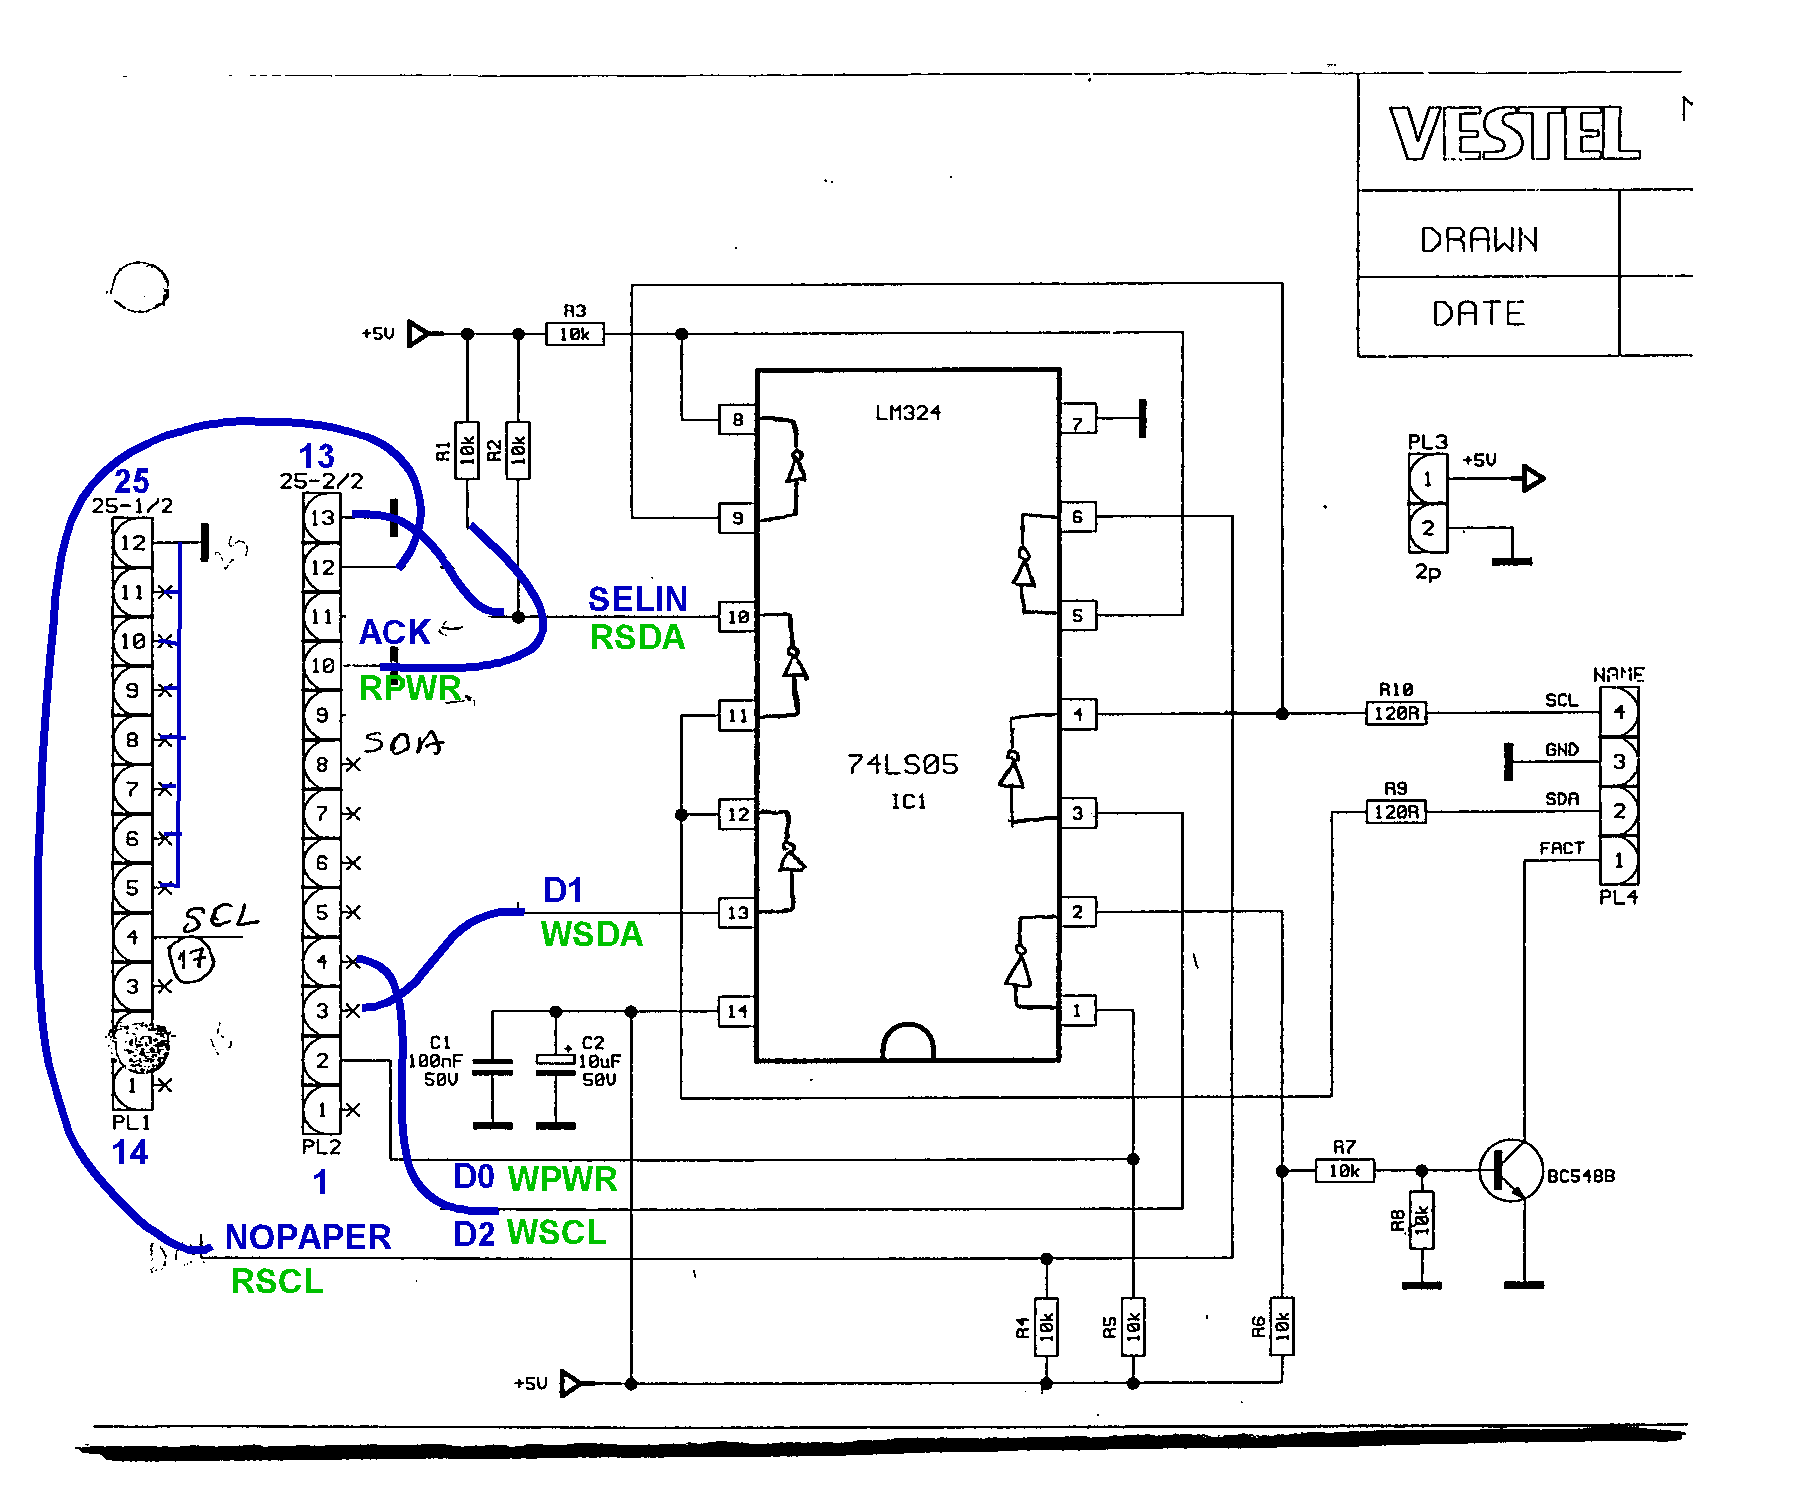 VESTEL
DRAWN
DATE
+5V
R3
10k
R1
10k
R2
10k
LM324
8
9
10
11
12
13
14
7
6
5
4
3
2
1
74LS05
IC1
PL3
+5V
1
2
2p
25
25-1/2
12
11
10
9
8
7
6
5
4
3
1
PL1
14
13
25-2/2
13
12
11
10
9
8
7
6
5
4
3
2
1
PL2
1
SCL
17
SDA
ACK
RPWR
SELIN
RSDA
D1
WSDA
C1
100nF
50V
C2
+
10uF
50V
D0 WPWR
D2 WSCL
NOPAPER
RSCL
NAME
R10
120R
SCL
4
GND
3
R9
120R
SDA
2
FACT
1
PL4
R7
10k
BC548B
R8
10k
R4
10k
R5
10k
R6
10k
+5V